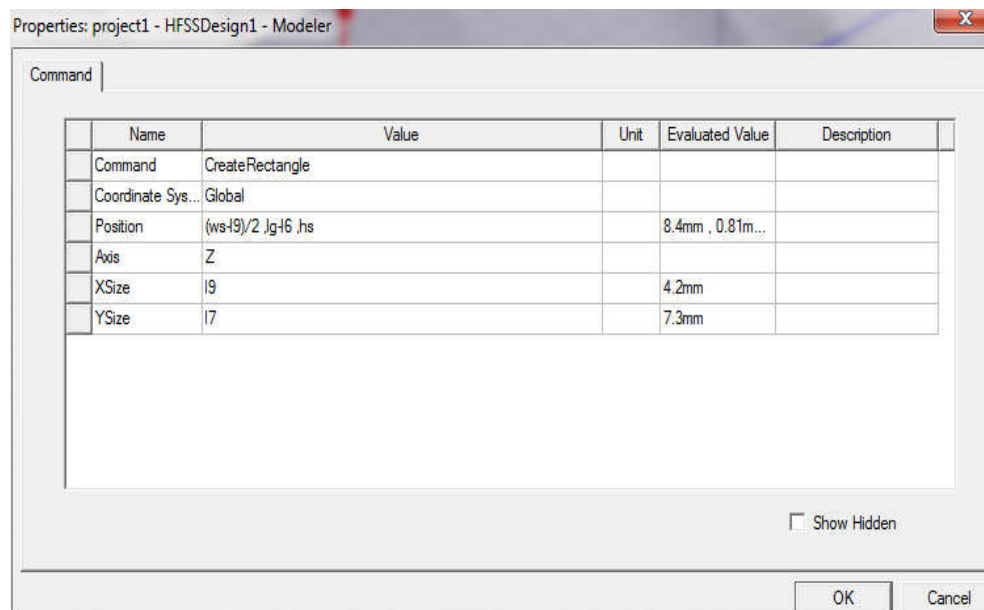 Properties: project1 - HFSSDesign1 - Modeler
X
Command
Name Value Unit Evaluated Value Description
Command CreateRectangle
Coordinate Sys... Global
Position (ws-l9)/2 ,lg-l6 ,hs 8.4mm , 0.81m...
Axis Z
XSize l9 4.2mm
YSize l7 7.3mm
Show Hidden
OK Cancel